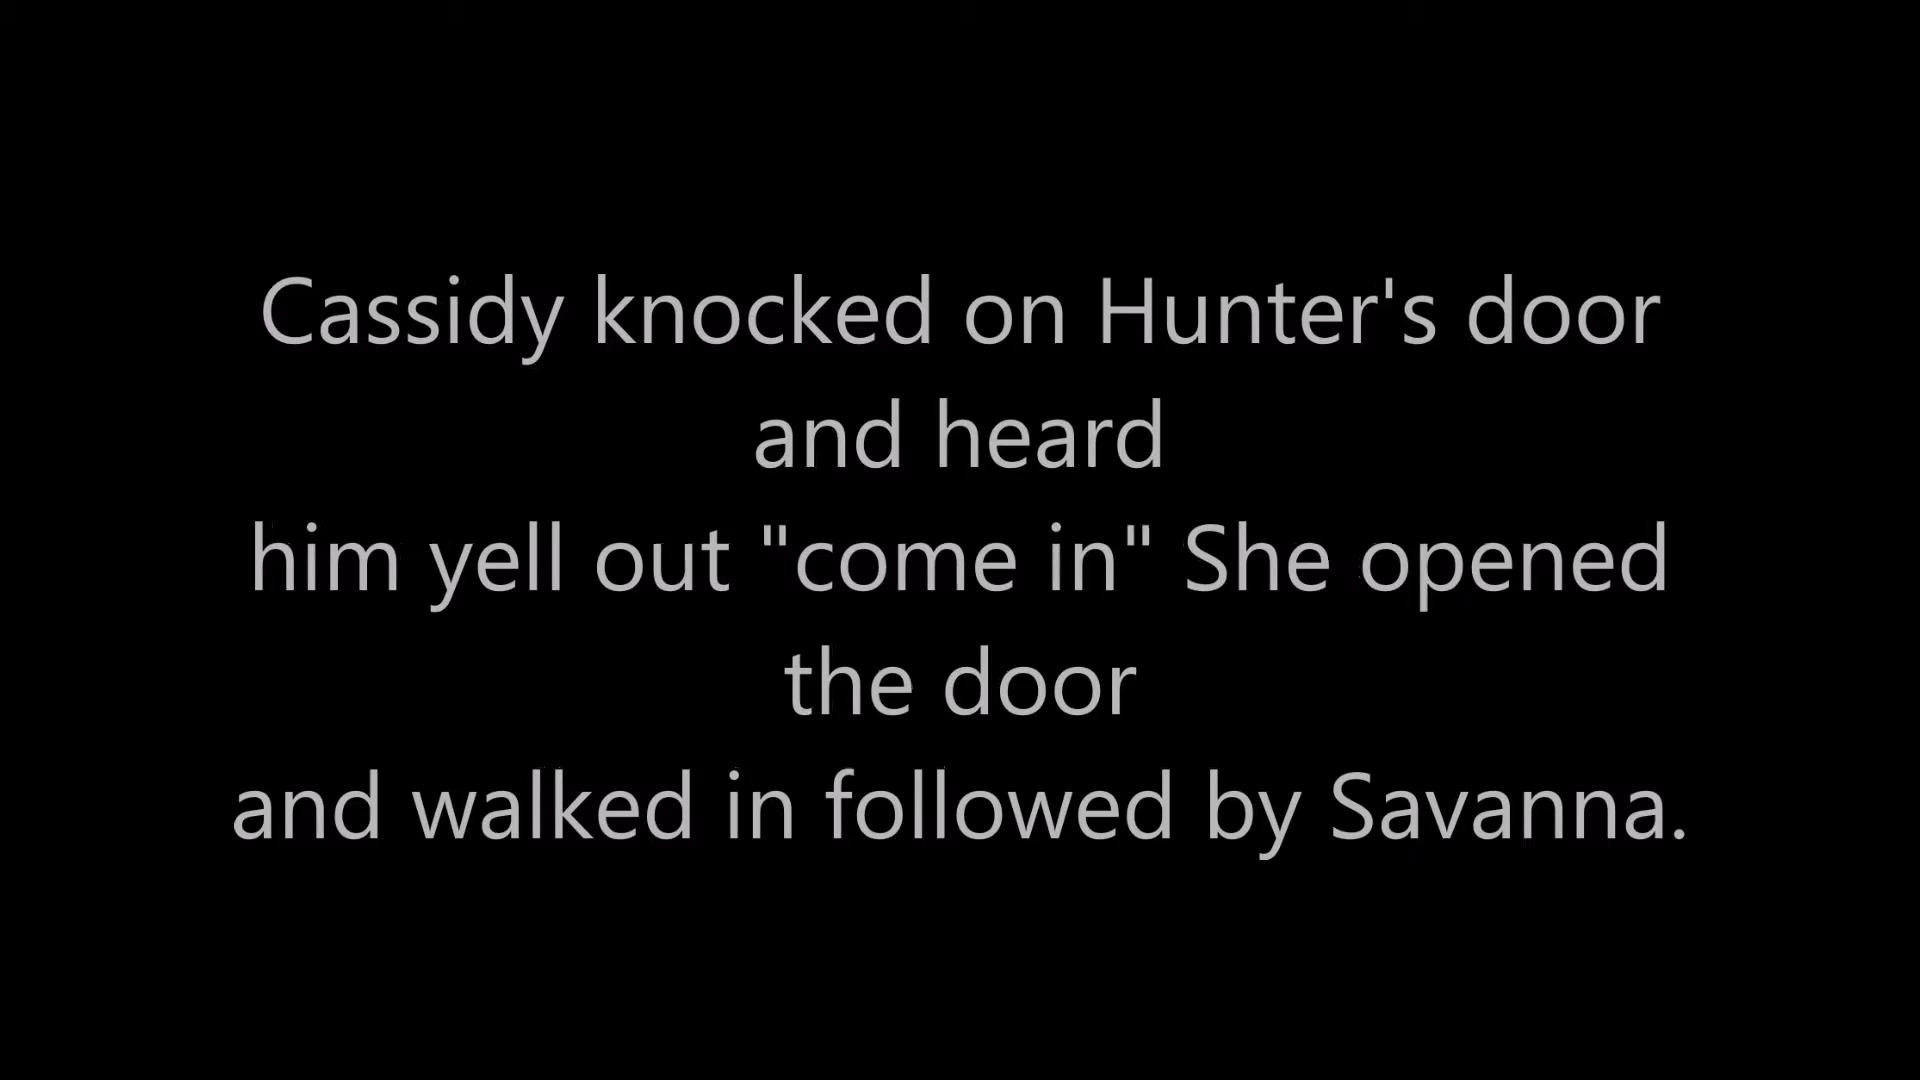 Cassidy knocked on Hunter's door
and heard
him yell out "come in" She opened
the door
and walked in followed by Savanna.